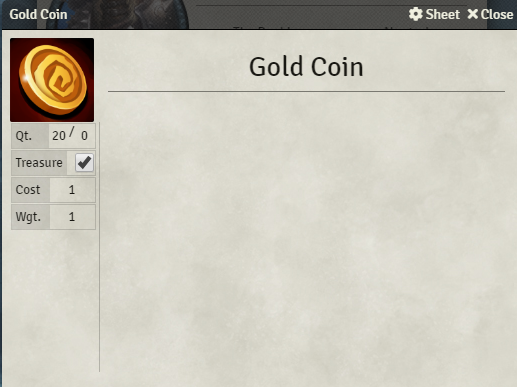 Gold Coin
Sheet
Close
Gold Coin
Qt. 20 / 0
Treasure
Cost 1
Wgt. 1